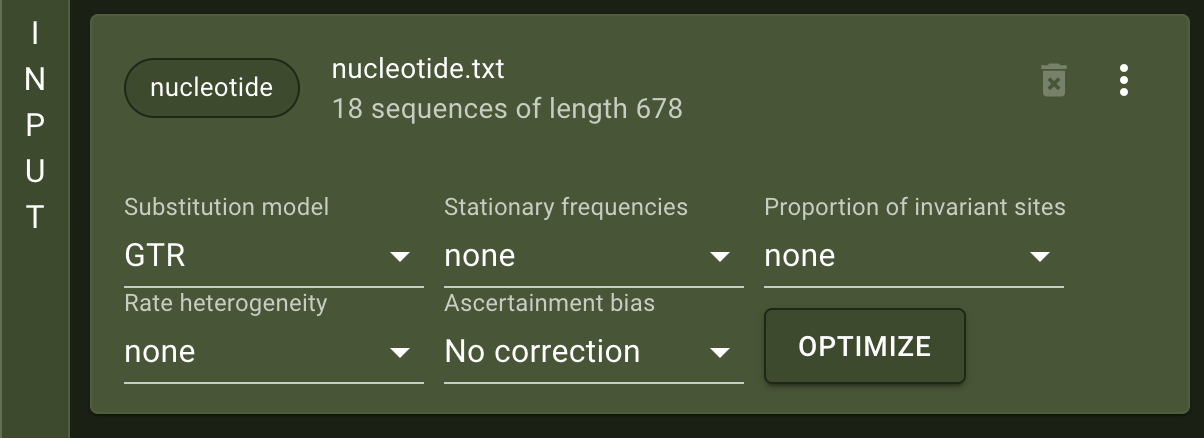 INPUT
nucleotide
nucleotide.txt
18 sequences of length 678
Substitution model
Stationary frequencies
Proportion of invariant sites
GTR
none
none
Rate heterogeneity
Ascertainment bias
none
No correction
OPTIMIZE